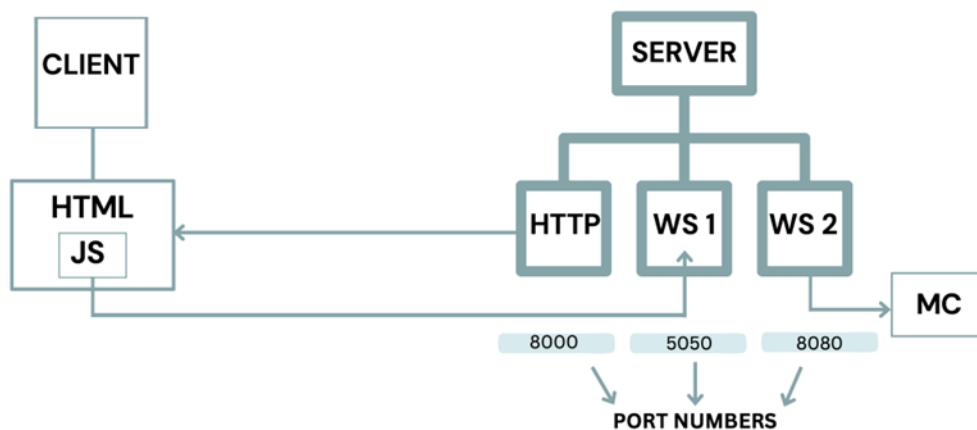 CLIENT
SERVER
HTML
JS
HTTP
WS 1
WS 2
MC
8000
5050
8080
PORT NUMBERS